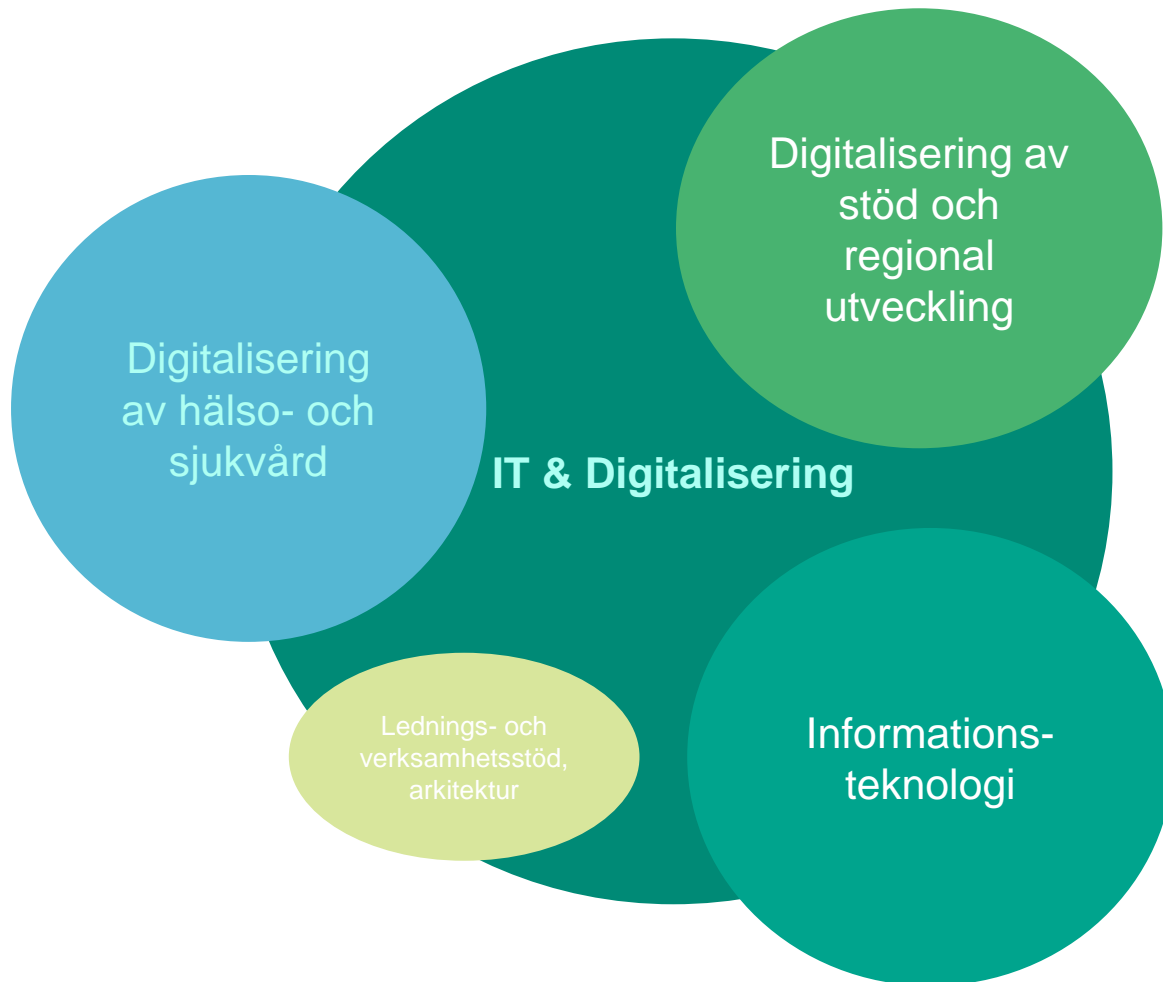 Digitalisering av
stöd och
regional
utveckling
Digitalisering
av hälso- och
sjukvård
IT & Digitalisering
Lednings- och
verksamhetsstöd,
arkitektur
Informations-
teknologi